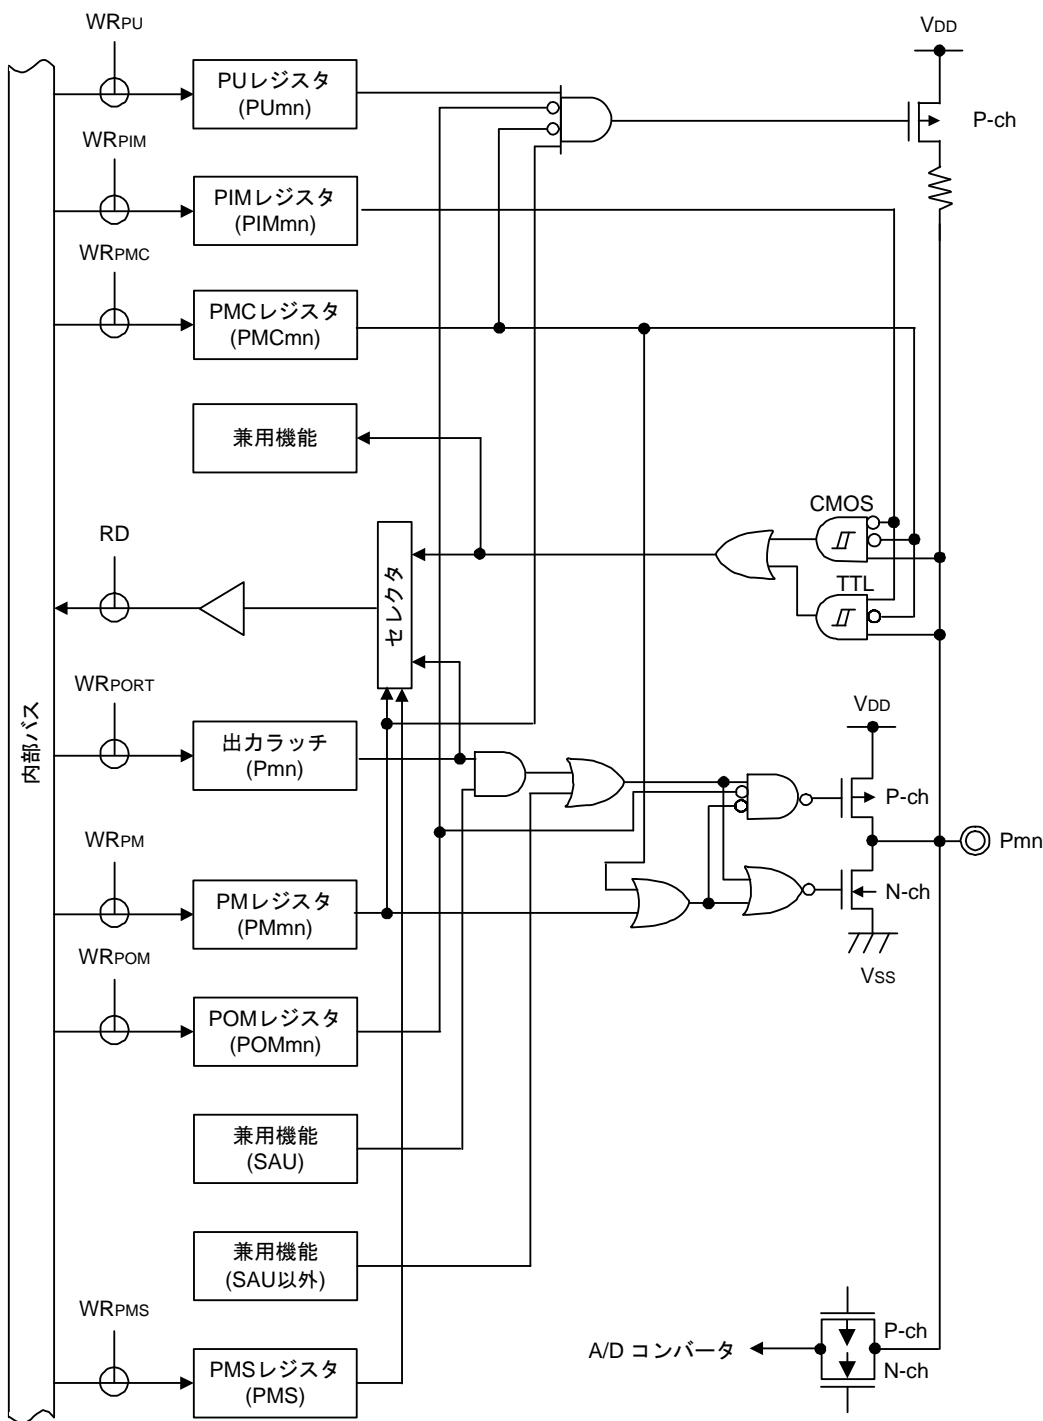 WRPU
VDD
PUレジスタ
(PUmn)
P-ch
WRPIM
PIMレジスタ
(PIMmn)
WRPMC
PMCレジスタ
(PMCmn)
兼用機能
CMOS
RD
TTL
セレクタ
WRPORT
内部バス
出力ラッチ
(Pmn)
VDD
P-ch
Pmn
WRPM
PMレジスタ
(PMmn)
N-ch
VSS
WRPOM
POMレジスタ
(POMmn)
兼用機能
(SAU)
兼用機能
(SAU以外)
WRPMS
PMSレジスタ
(PMS)
A/D コンバータ
P-ch
N-ch